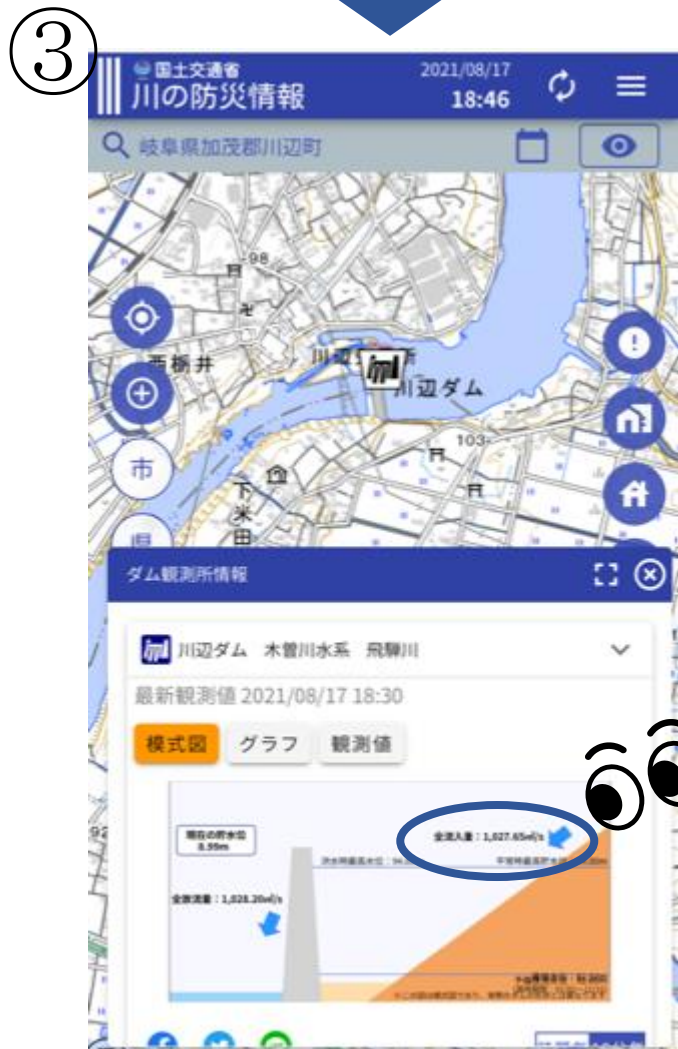 ③
国土交通省
川の防災情報
2021/08/17
18:46
岐阜県加茂郡川辺町
98
西栃井
川辺ダム
103
市
県
下米田
ダム観測所情報
川辺ダム 木曽川水系 飛騨川
最新観測値 2021/08/17 18:30
模式図 グラフ 観測値
現在の貯水位
8.99m
全流入量：1,027.65㎥/s
全放流量：1,028.20㎥/s